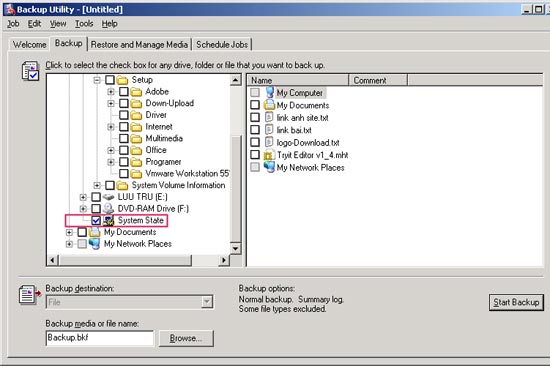 Backup Utility - [Untitled]
Job Edit View Tools Help
Welcome Backup Restore and Manage Media Schedule Jobs
Click to select the check box for any drive, folder or file that you want to back up.
Setup
Adobe
Down-Upload
Driver
Internet
Multimedia
Office
Programer
Vmware Workstation 55
System Volume Information
LUU TRU (E:)
DVD-RAM Drive (F:)
System State
My Documents
My Network Places
Name Comment
My Computer
My Documents
link anh site.txt
link bai.txt
logo-Download.txt
Tryit Editor v1_4.mht
My Network Places
Backup destination:
File
Backup media or file name:
Backup.bkf
Browse...
Backup options:
Normal backup. Summary log.
Some file types excluded.
Start Backup